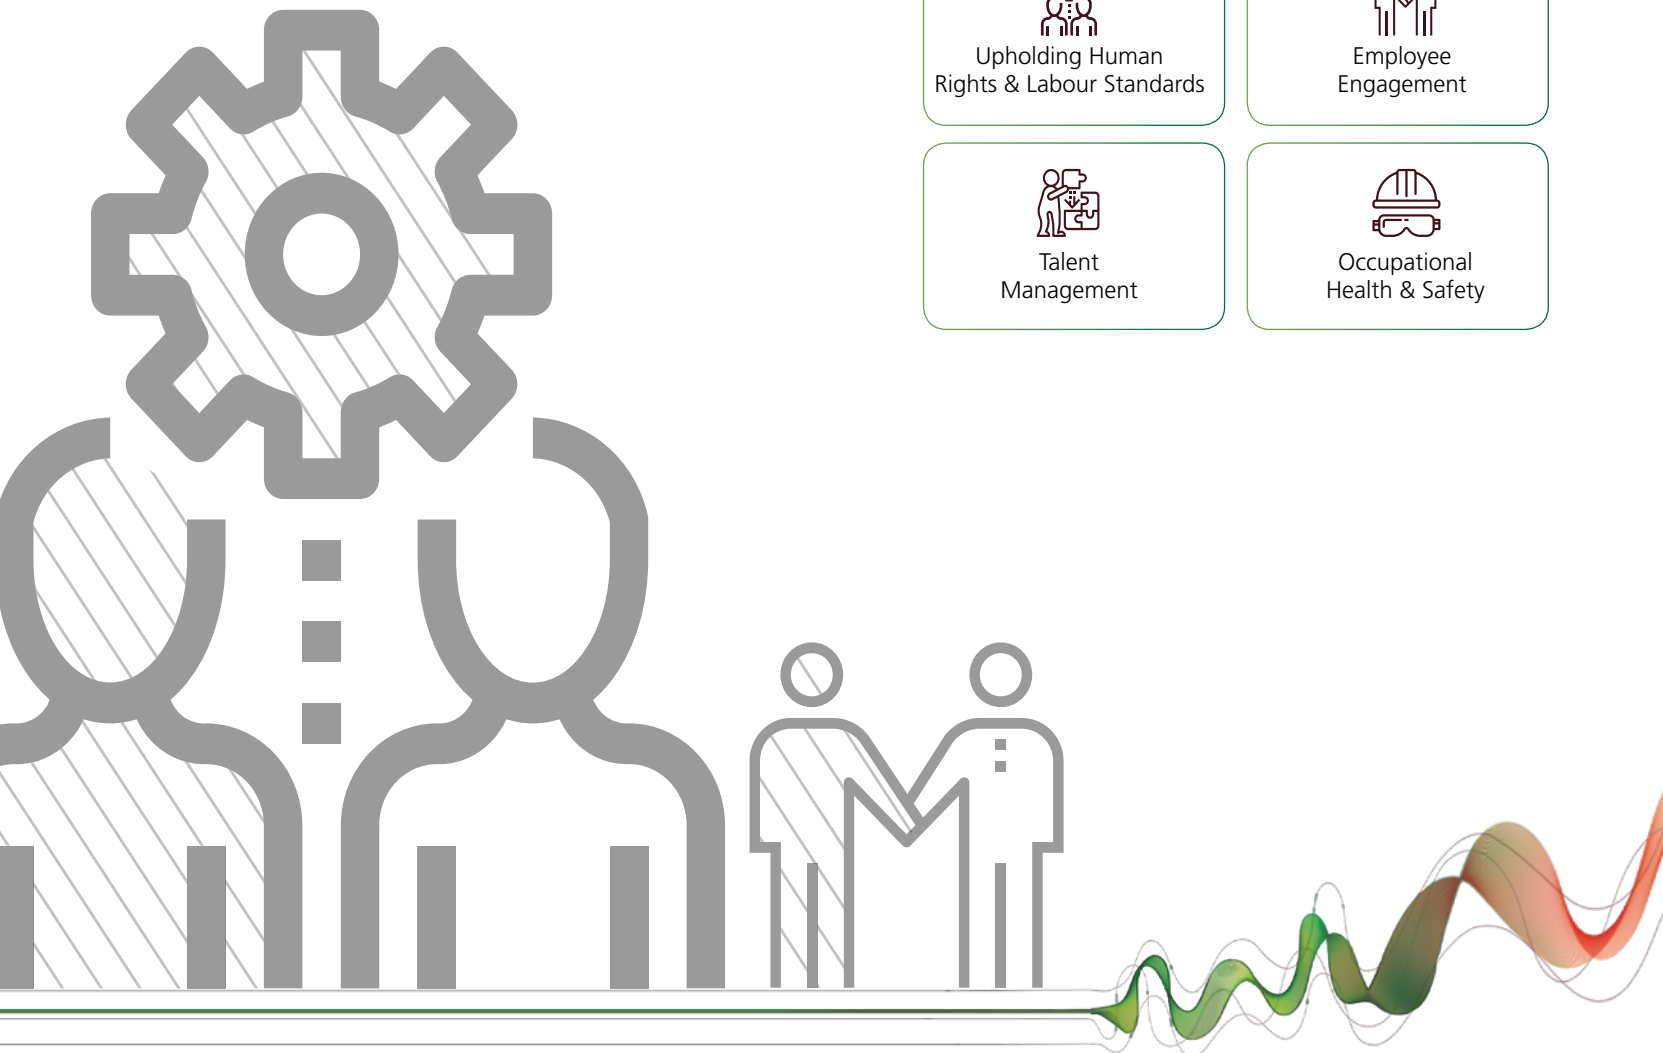 Upholding Human
Rights & Labour Standards
Employee
Engagement
Talent
Management
Occupational
Health & Safety